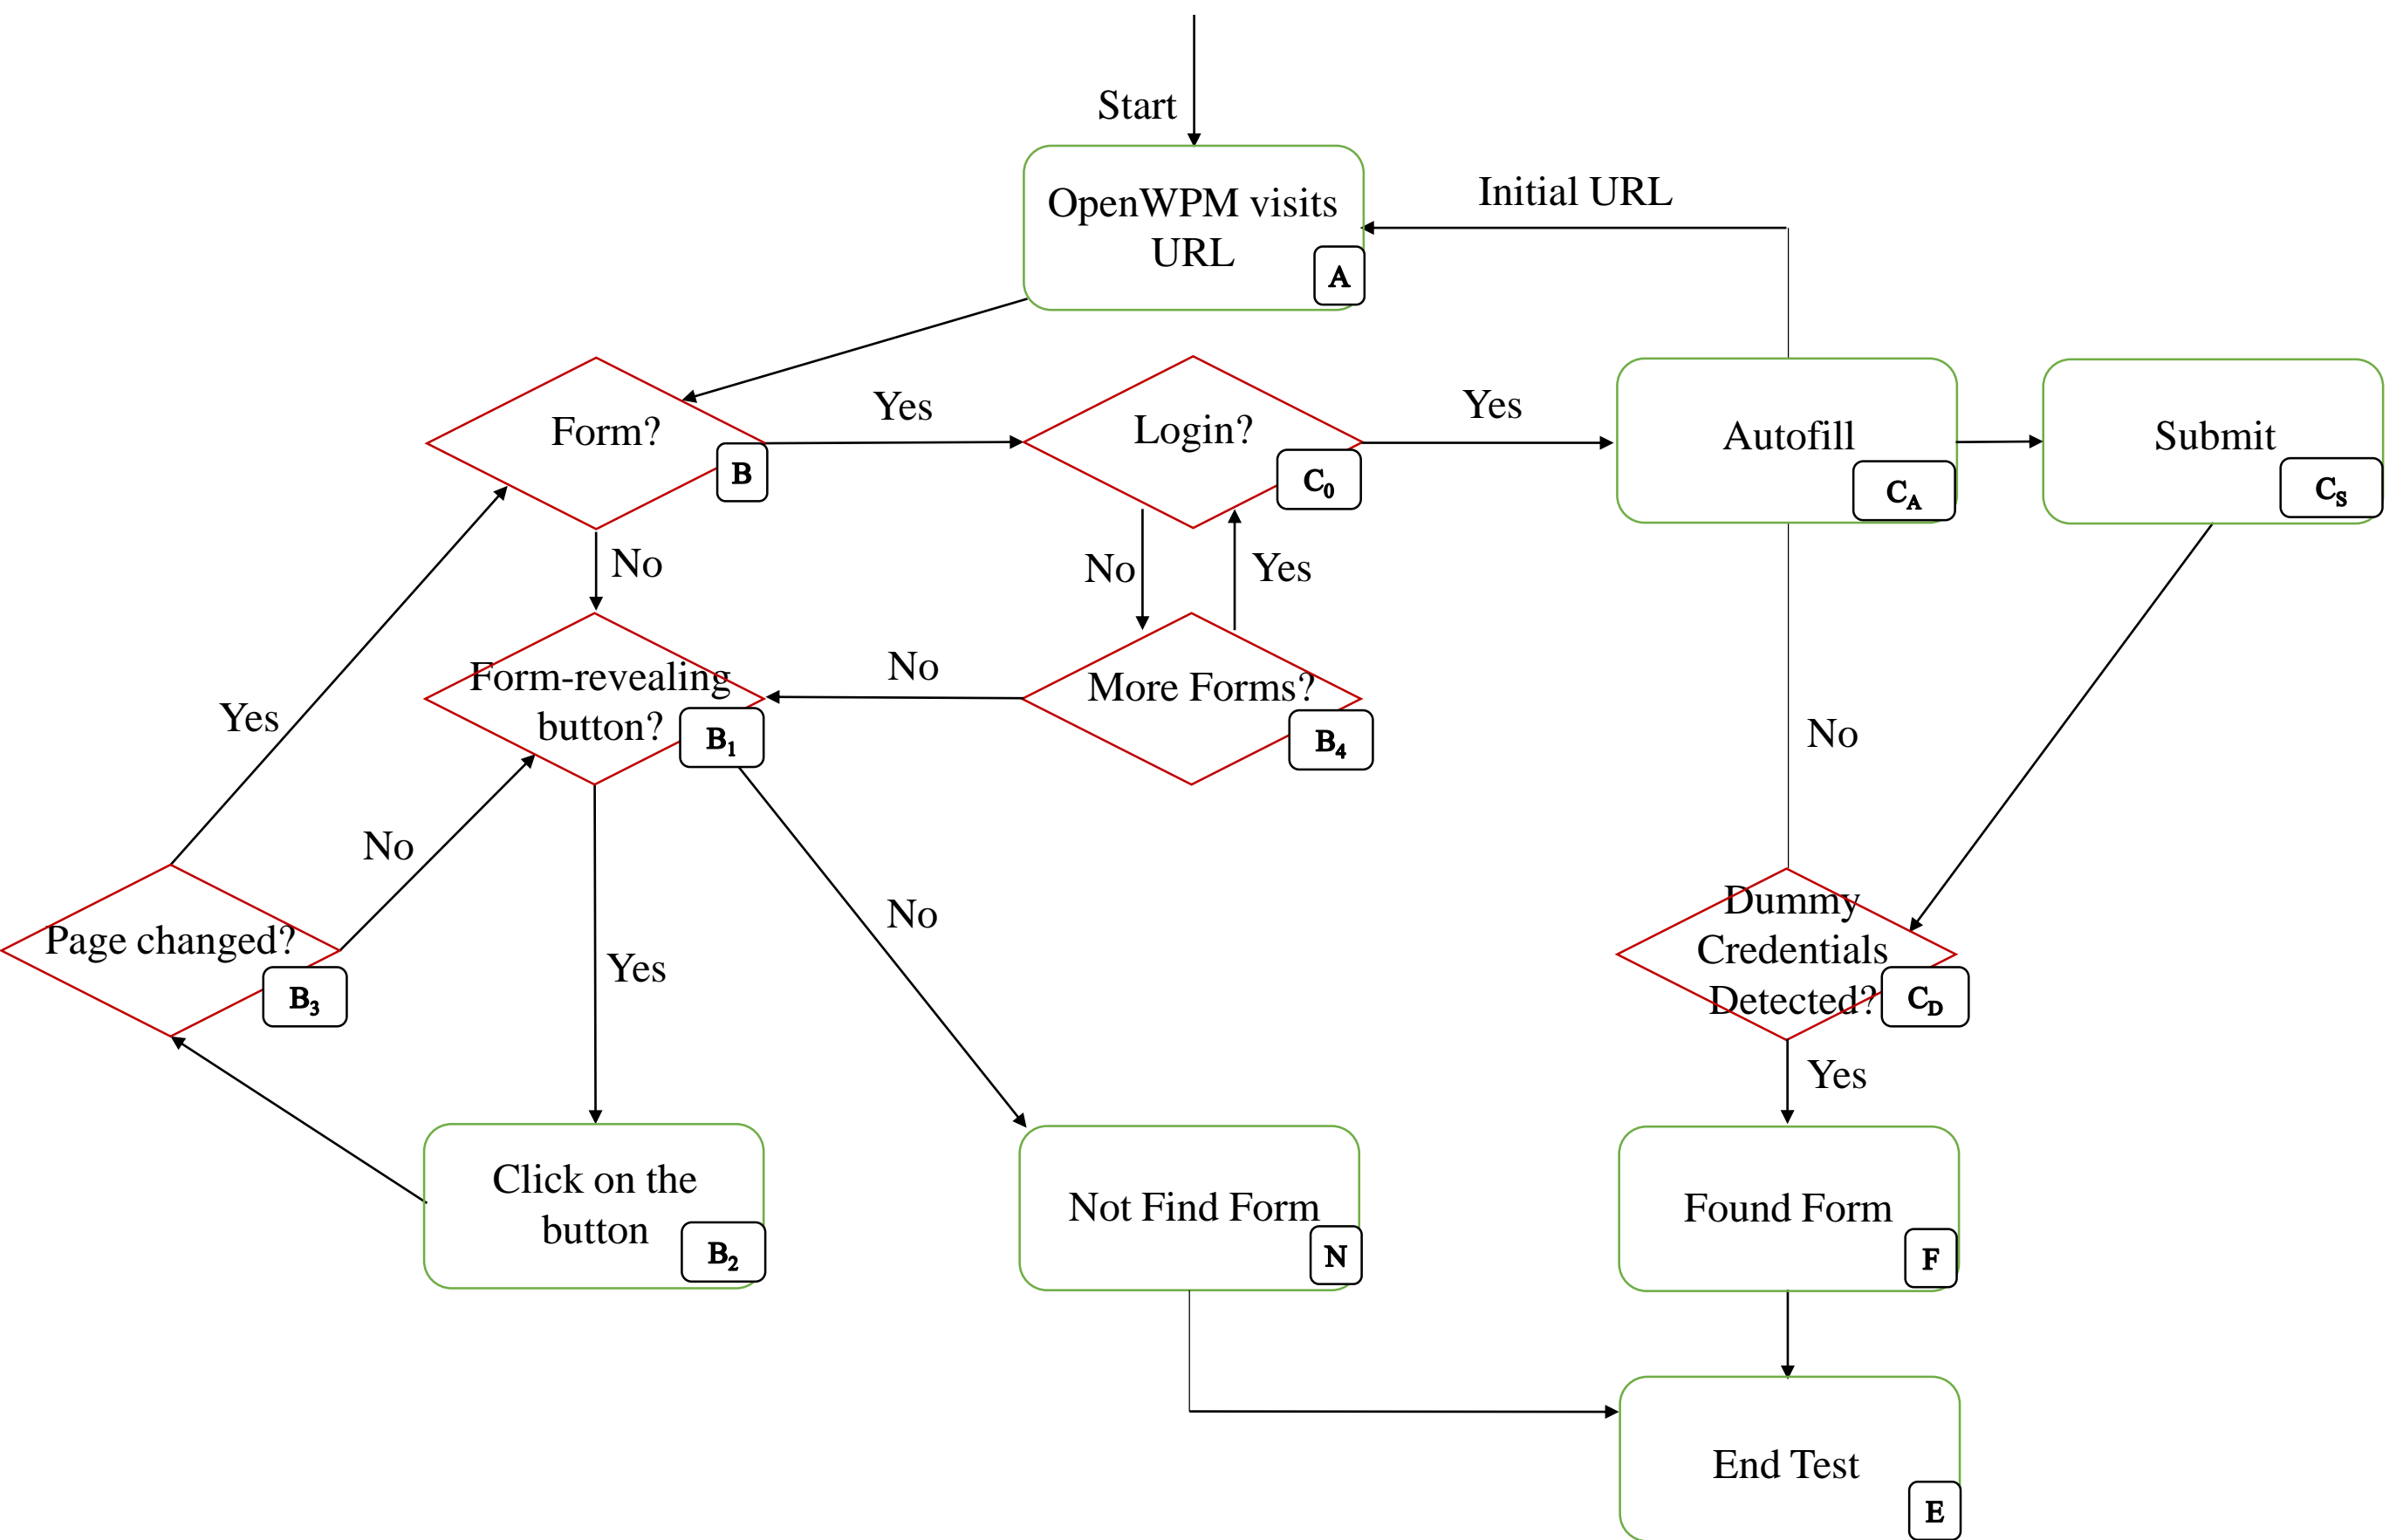 Start
Initial URL
OpenWPM visits
URL
A
Form?
B
Yes
Login?
C0
Yes
Autofill
CA
Submit
CS
No
No
Yes
Form-revealing
button?
B1
No
More Forms?
B4
Yes
No
No
Page changed?
B3
Yes
No
Dummy
Credentials
Detected?
CD
Yes
Click on the
button
B2
Not Find Form
N
Found Form
F
End Test
E